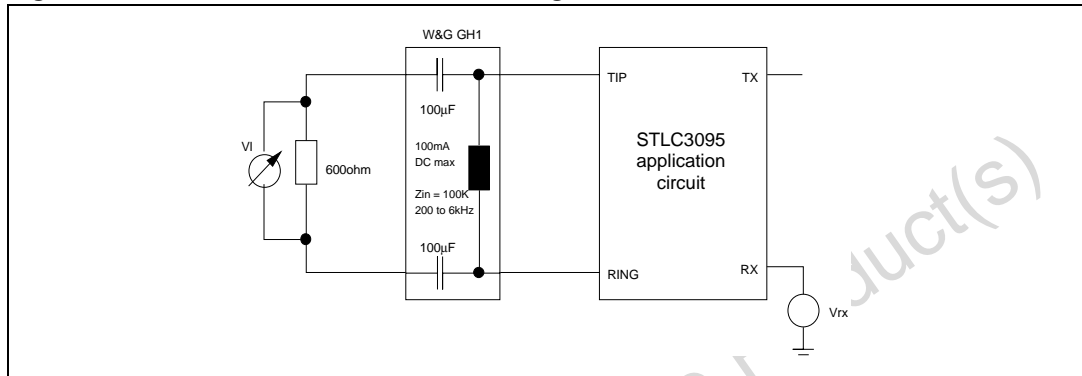 W&G GH1
TIP
TX
100μF
VI
600ohm
100mA
DC max
Zin = 100K
200 to 6kHz
STLC3095
application
circuit
100μF
RING
RX
Vrx
duct(s)